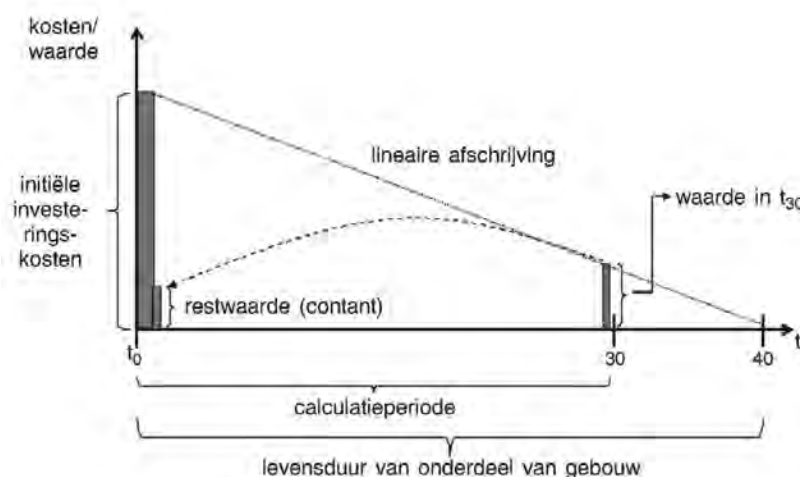 kosten/
waarde
lineaire afschrijving
initiële
investe-
rings-
kosten
waarde in t30
restwaarde (contant)
t0
30
40
t
calculatieperiode
levensduur van onderdeel van gebouw